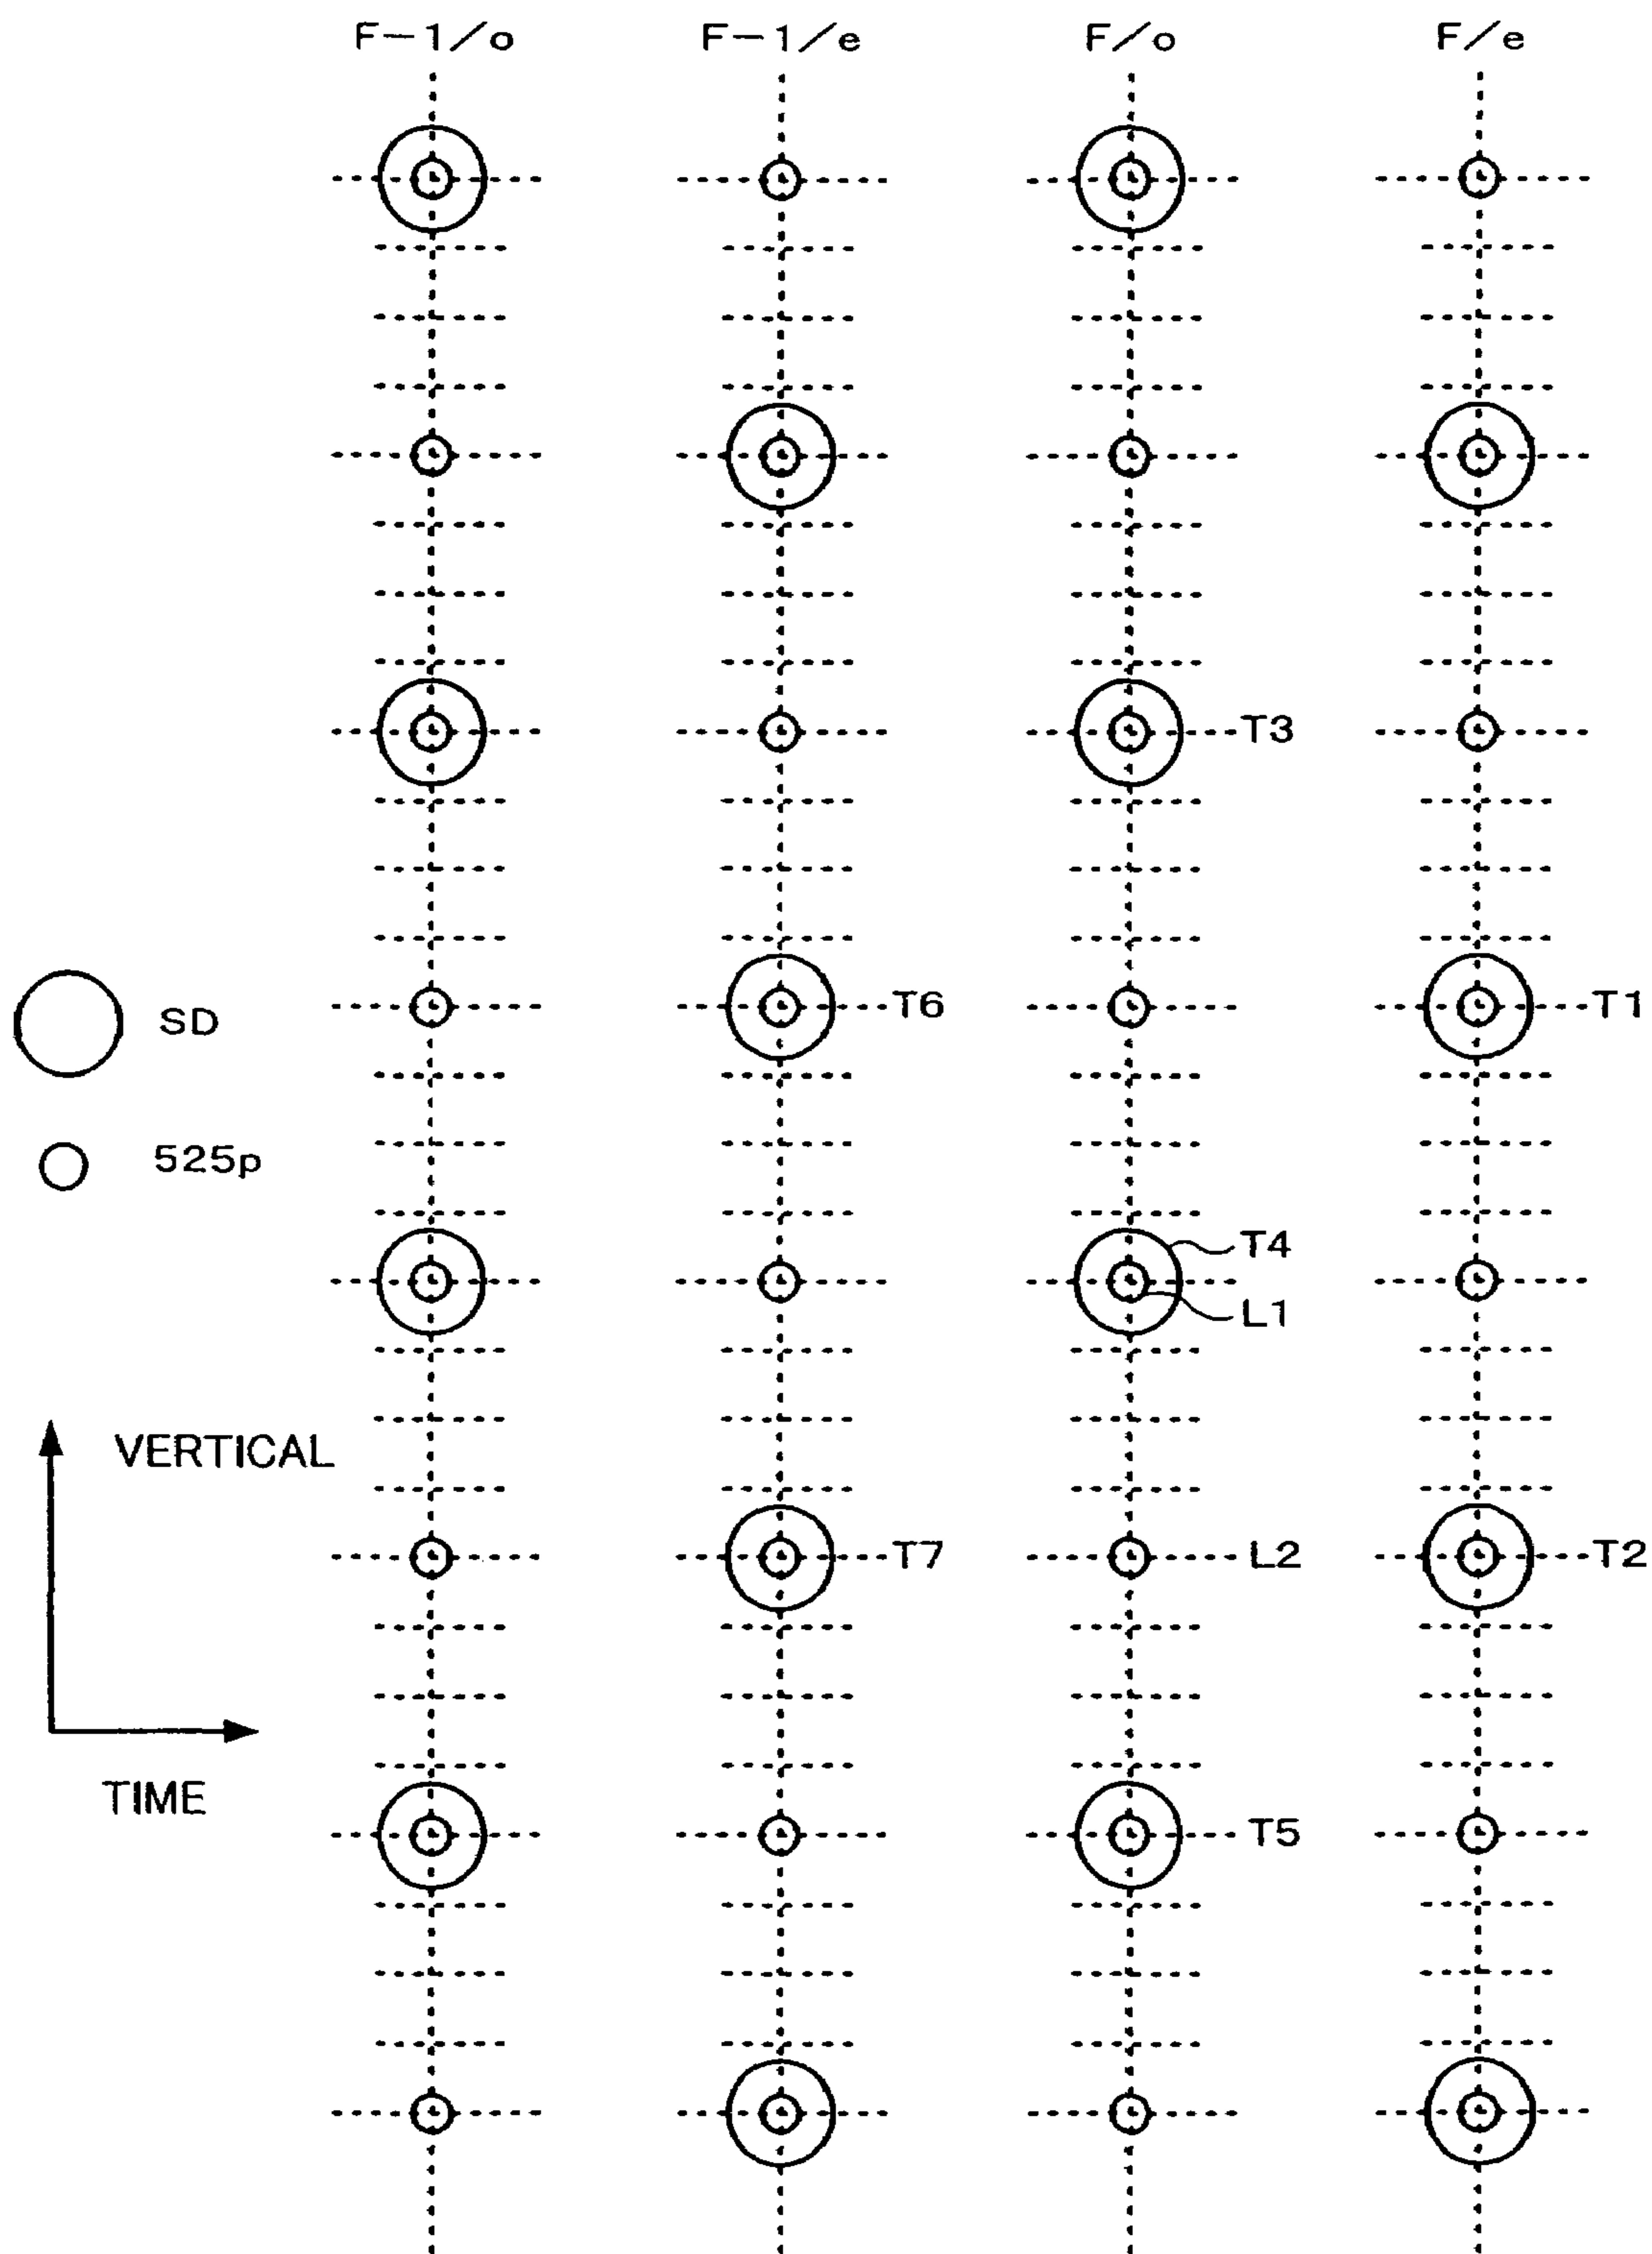 F-1/o F-1/e F/o F/e
T3
T6 T1
SD
525p
T4
L1
VERTICAL
T7 L2 T2
TIME
T5